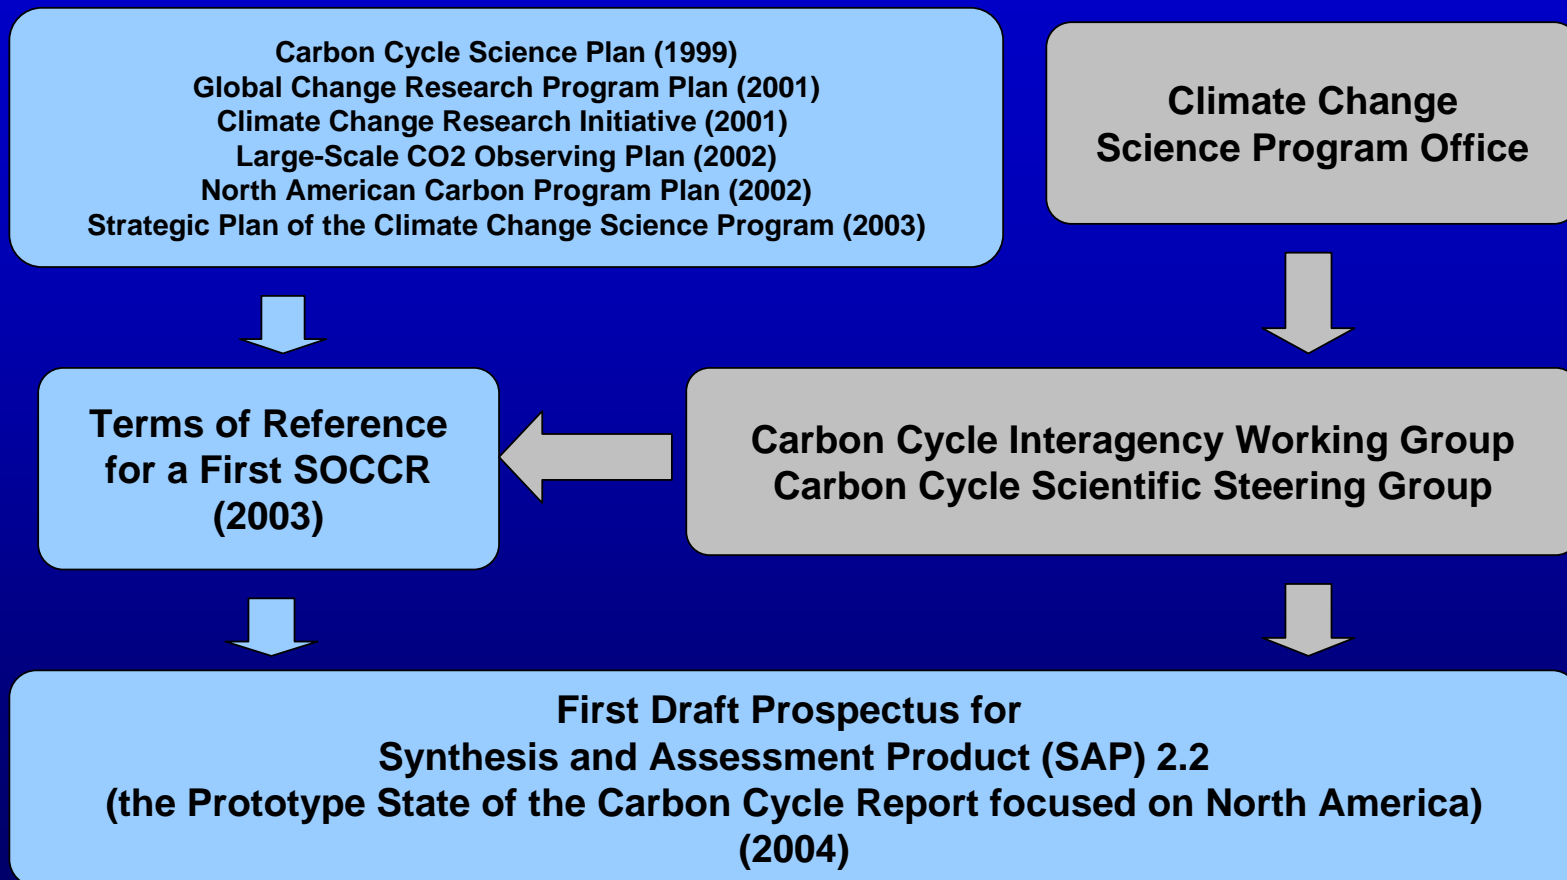 Carbon Cycle Science Plan (1999)
Global Change Research Program Plan (2001)
Climate Change Research Initiative (2001)
Large-Scale CO2 Observing Plan (2002)
North American Carbon Program Plan (2002)
Strategic Plan of the Climate Change Science Program (2003)
Climate Change
Science Program Office
Terms of Reference
for a First SOCCR
(2003)
Carbon Cycle Interagency Working Group
Carbon Cycle Scientific Steering Group
First Draft Prospectus for
Synthesis and Assessment Product (SAP) 2.2
(the Prototype State of the Carbon Cycle Report focused on North America)
(2004)